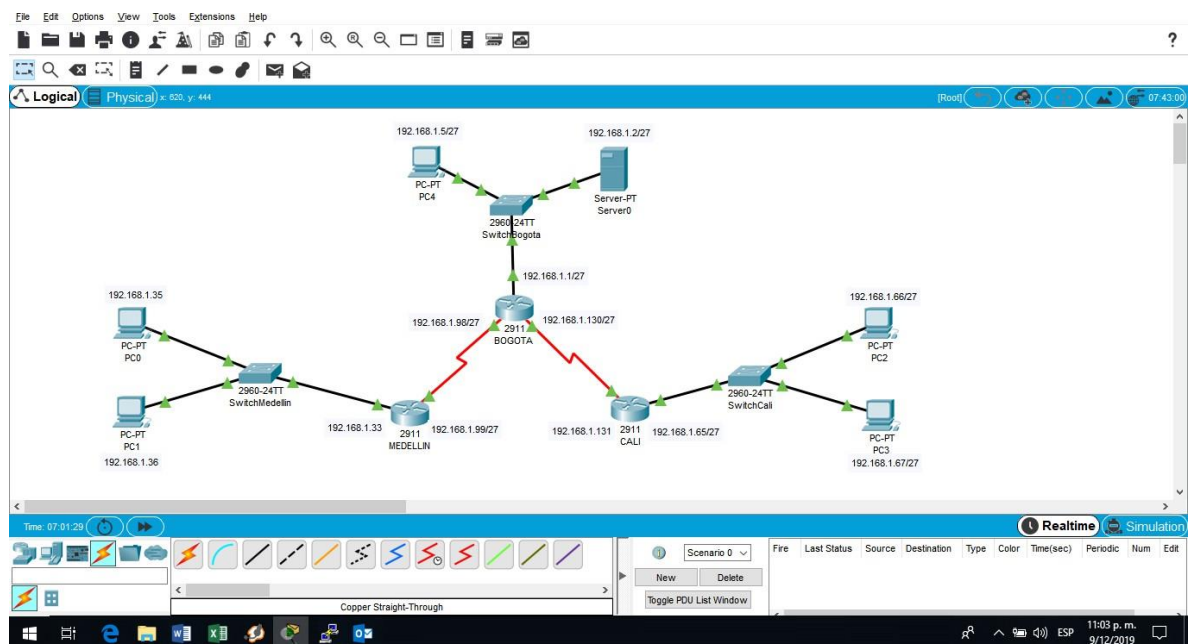 File Edit Options View Tools Extensions Help
?
Logical Physical x: 620, y: 444 [Root] 07:43:00
192.168.1.5/27 192.168.1.2/27
PC-PT
PC4
Server-PT
Server0
2960-24TT
SwitchBogota
192.168.1.1/27
192.168.1.35 192.168.1.66/27
192.168.1.98/27 192.168.1.130/27
2911
BOGOTA
PC-PT
PC0
PC-PT
PC2
2960-24TT
SwitchMedellin
2960-24TT
SwitchCali
192.168.1.33 2911 192.168.1.99/27
MEDELLIN
192.168.1.131 2911 192.168.1.65/27
CALI
PC-PT
PC1
192.168.1.36
PC-PT
PC3
192.168.1.67/27
Time: 07:01:29 Realtime Simulation
Scenario 0
New Delete
Toggle PDU List Window
Fire Last Status Source Destination Type Color Time(sec) Periodic Num Edit
Copper Straight-Through
ESP 11:03 p. m.
9/12/2019